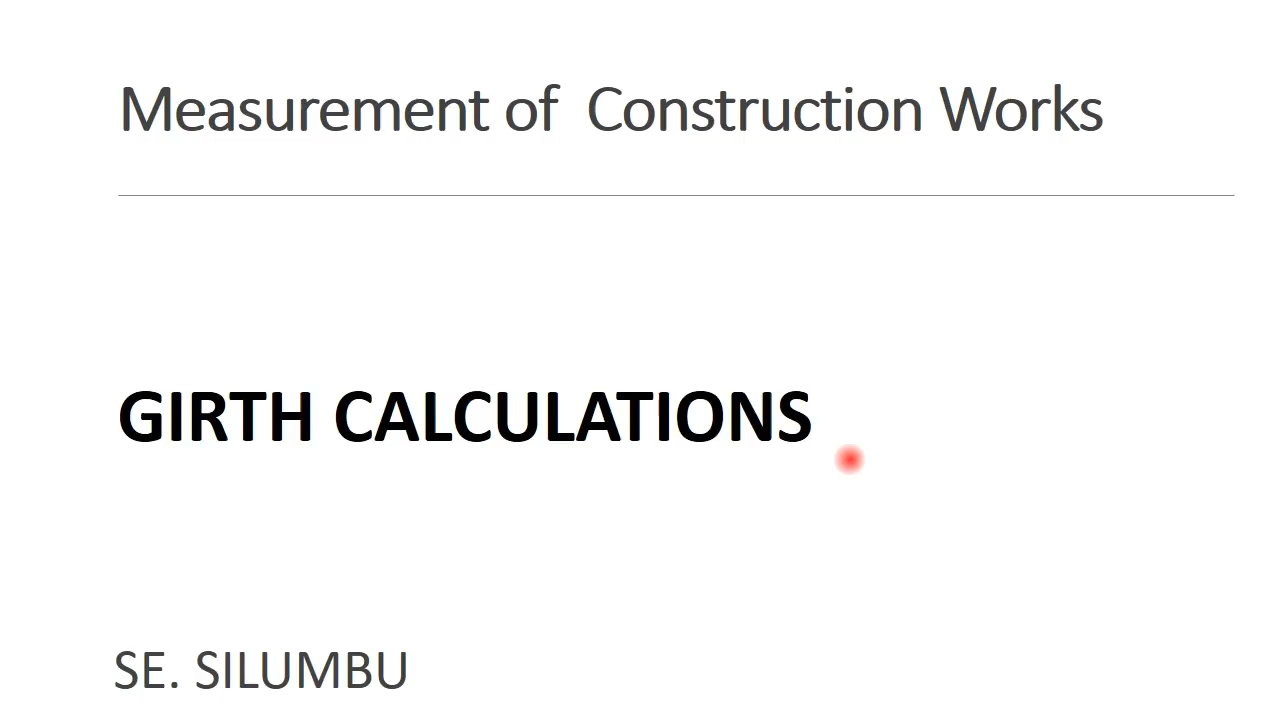 Measurement of Construction Works
GIRTH CALCULATIONS
SE. SILUMBU